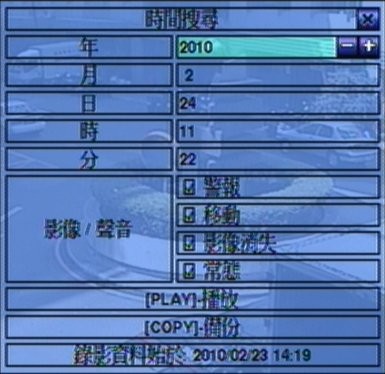 時間搜尋
年 2010
月 2
日 24
時 11
分 22
影像 / 聲音
警報
移動
影像消失
常態
[PLAY]-播放
[COPY]-備份
錄影資料始於: 2010/02/23 14:19